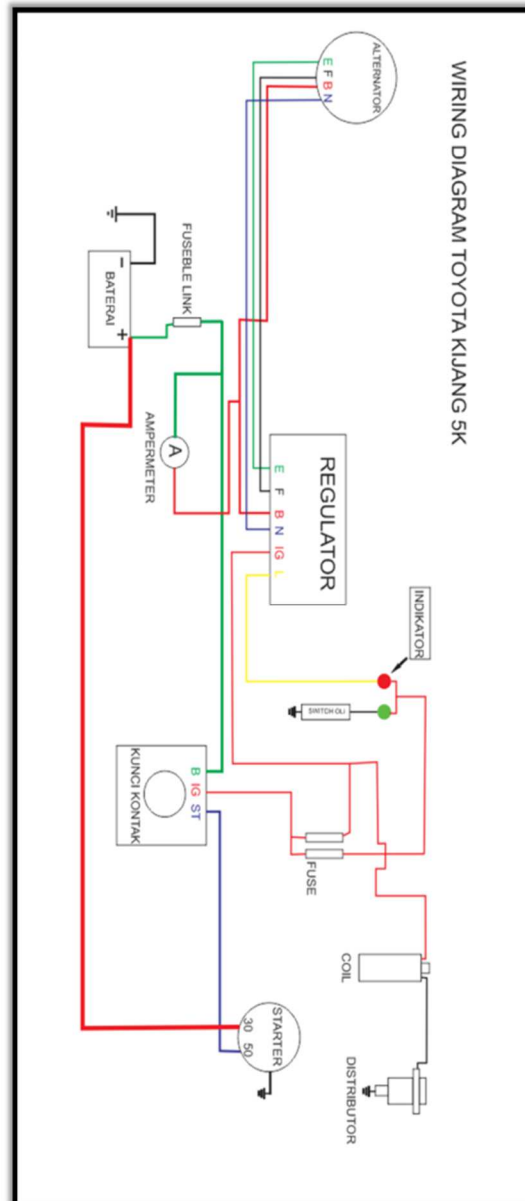 WIRING DIAGRAM TOYOTA KIJANG 5K
ALTERNATOR
E F B N
FUSEBLE LINK
- +
BATERAI
A
AMPERMETER
REGULATOR
E F B N IG L
INDIKATOR
SWITCH OLI
B IG ST
KUNCI KONTAK
FUSE
COIL
STARTER
30 50
DISTRIBUTOR